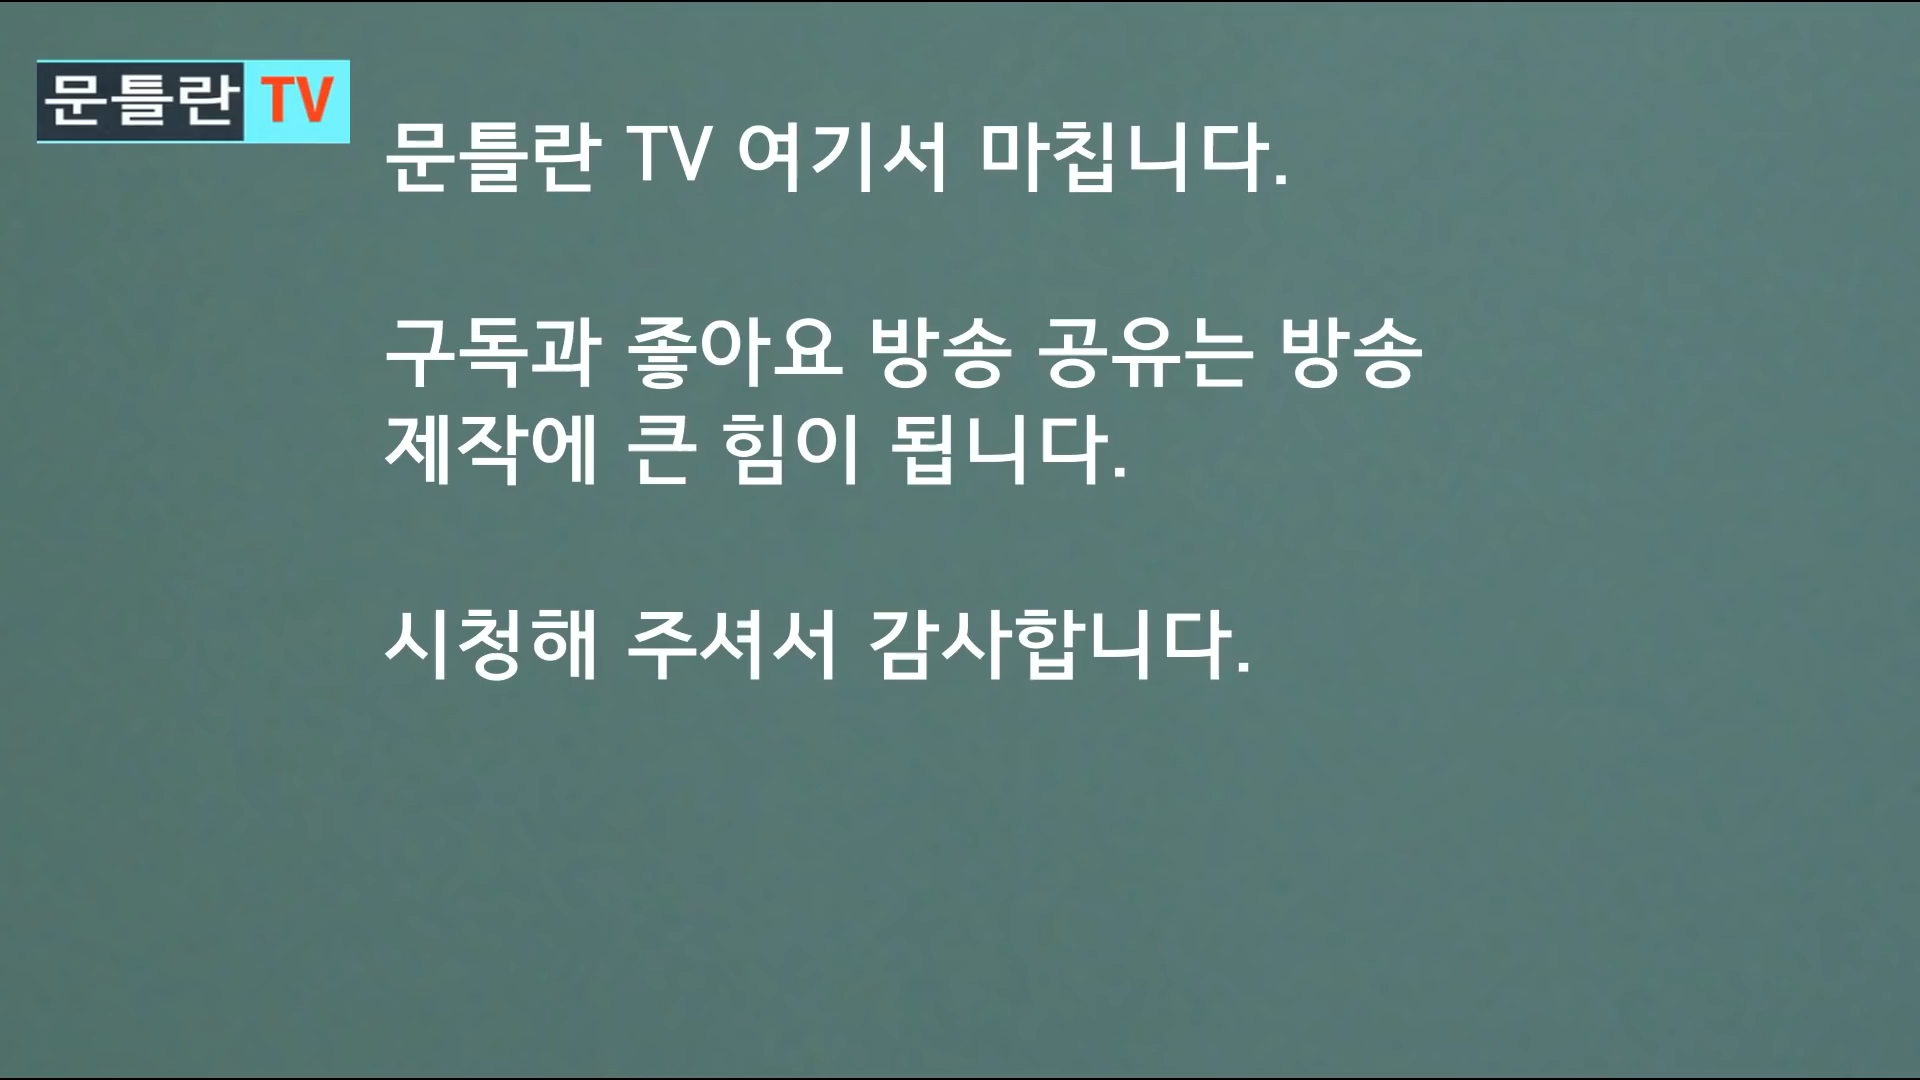 문틀란 TV
문틀란 TV 여기서 마칩니다.
구독과 좋아요 방송 공유는 방송
제작에 큰 힘이 됩니다.
시청해 주셔서 감사합니다.